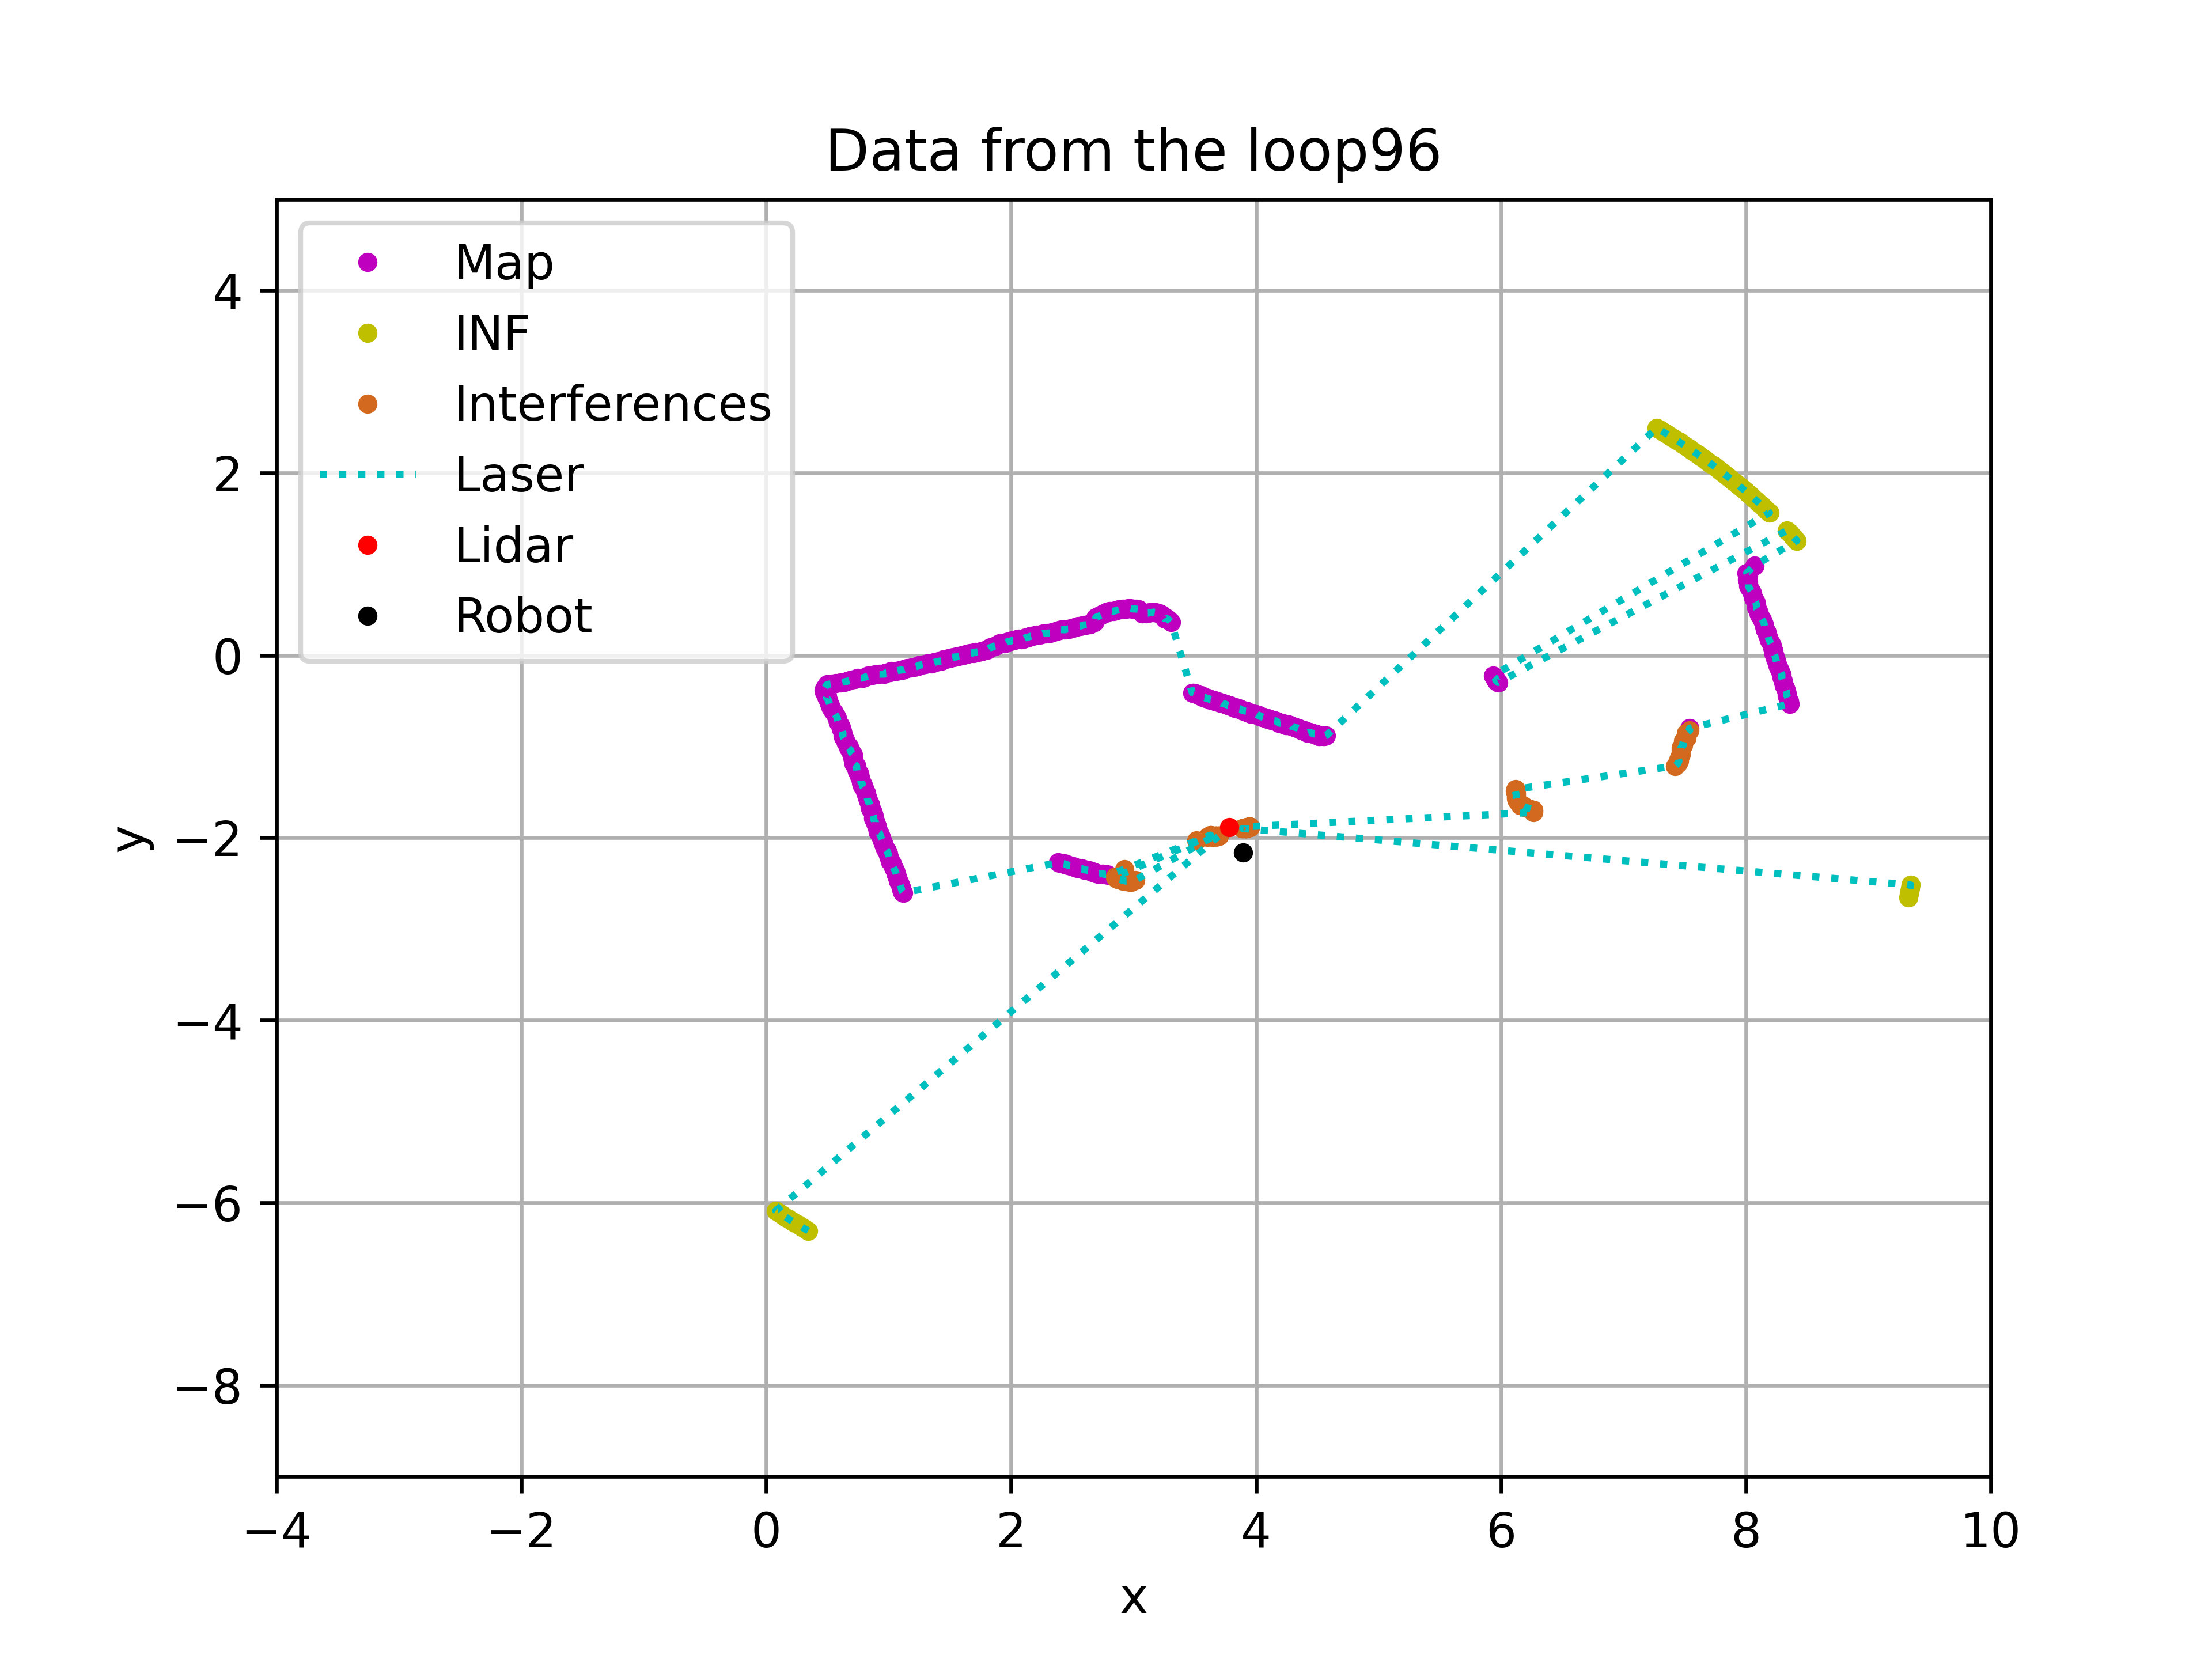 Data from the loop96
Map
INF
Interferences
Laser
Lidar
Robot
4
2
0
−2
−4
−6
−8
y
−4 −2 0 2 4 6 8 10
x